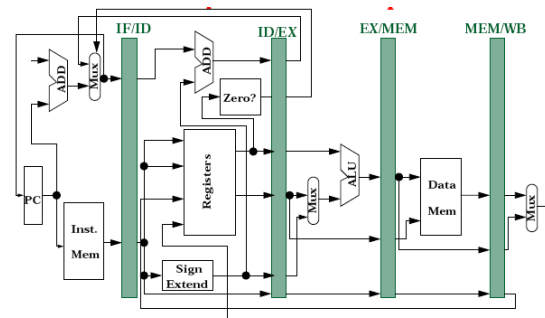 IF/ID
ID/EX
EX/MEM
MEM/WB
ADD
Mux
ADD
Zero?
PC
Inst.
Mem
Registers
Sign
Extend
Mux
ALU
Data
Mem
Mux